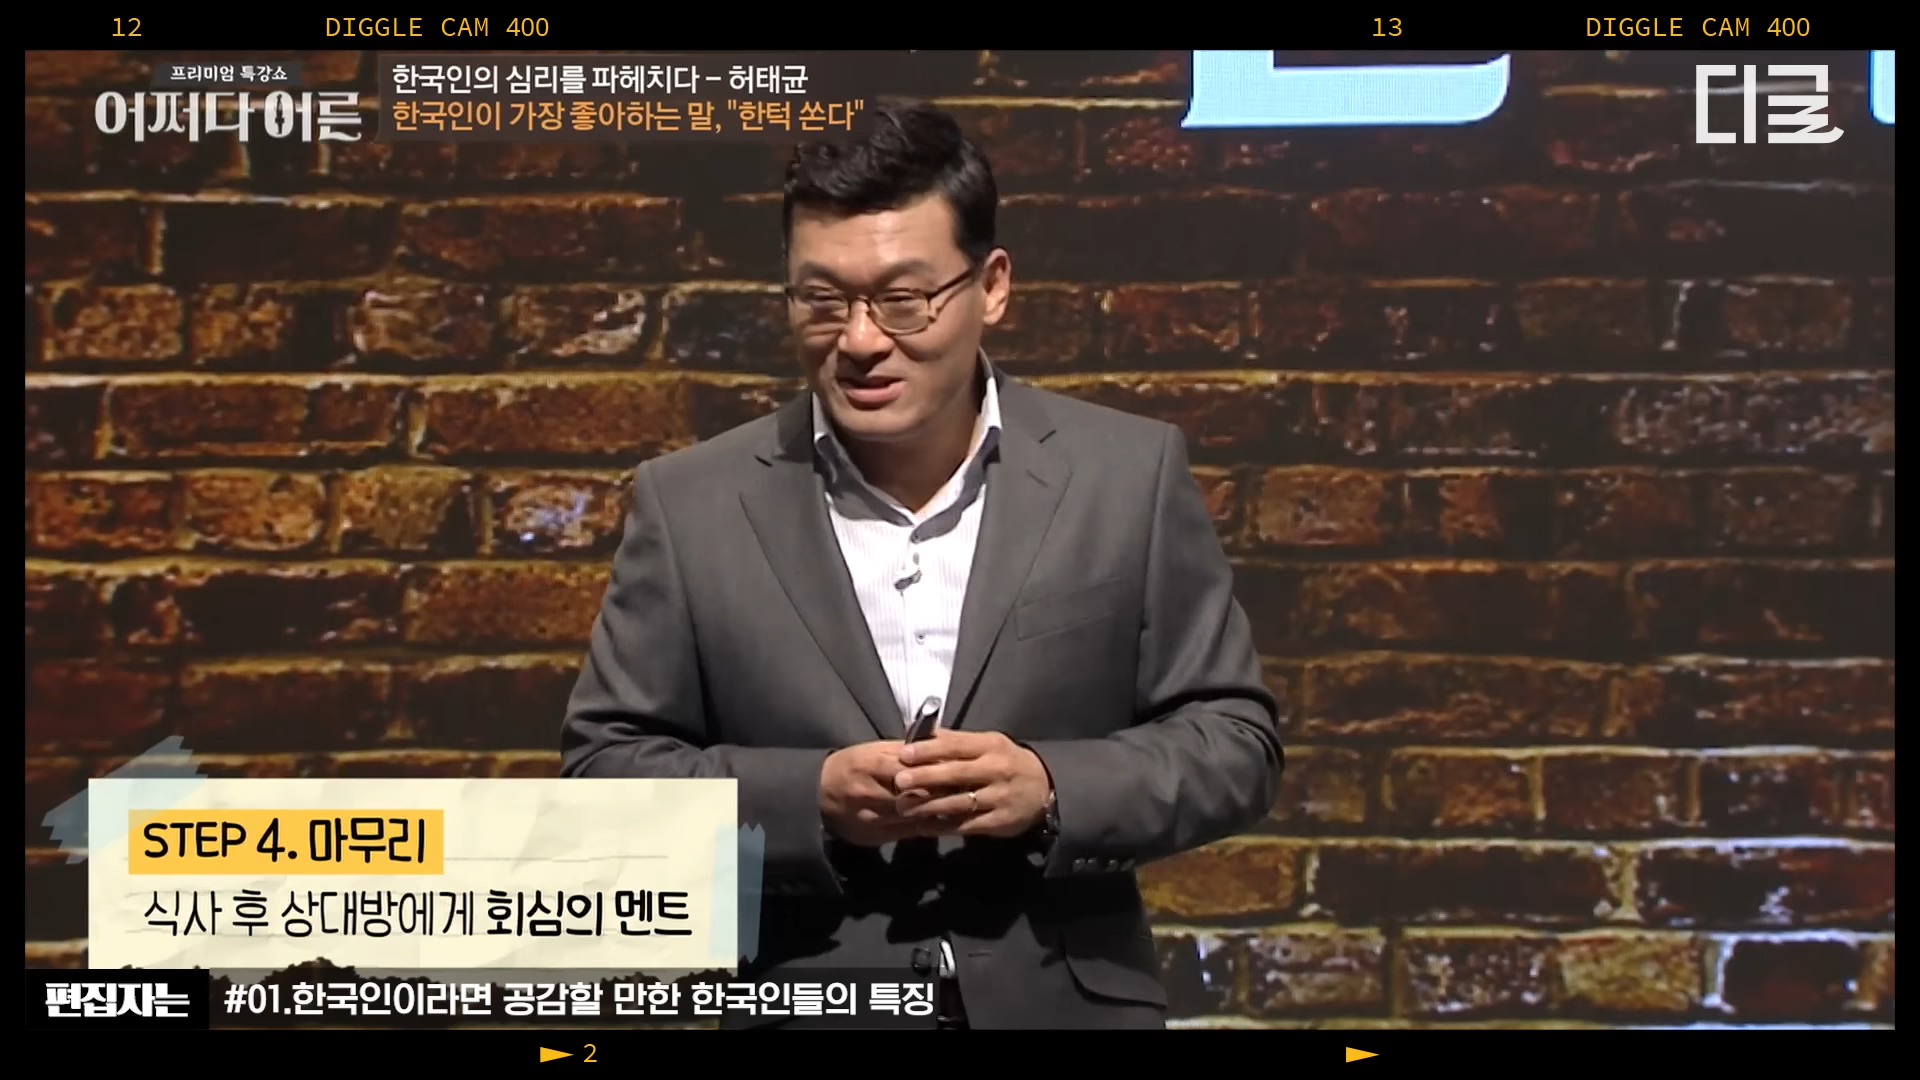 12 DIGGLE CAM 400 13 DIGGLE CAM 400
프리미엄 특강쇼
어쩌다 어른
한국인의 심리를 파헤치다 - 허태균
한국인이 가장 좋아하는 말, "한턱 쏜다"
디글
STEP 4. 마무리
식사 후 상대방에게 회심의 멘트
편집자는
#01.한국인이라면 공감할 만한 한국인들의 특징
2